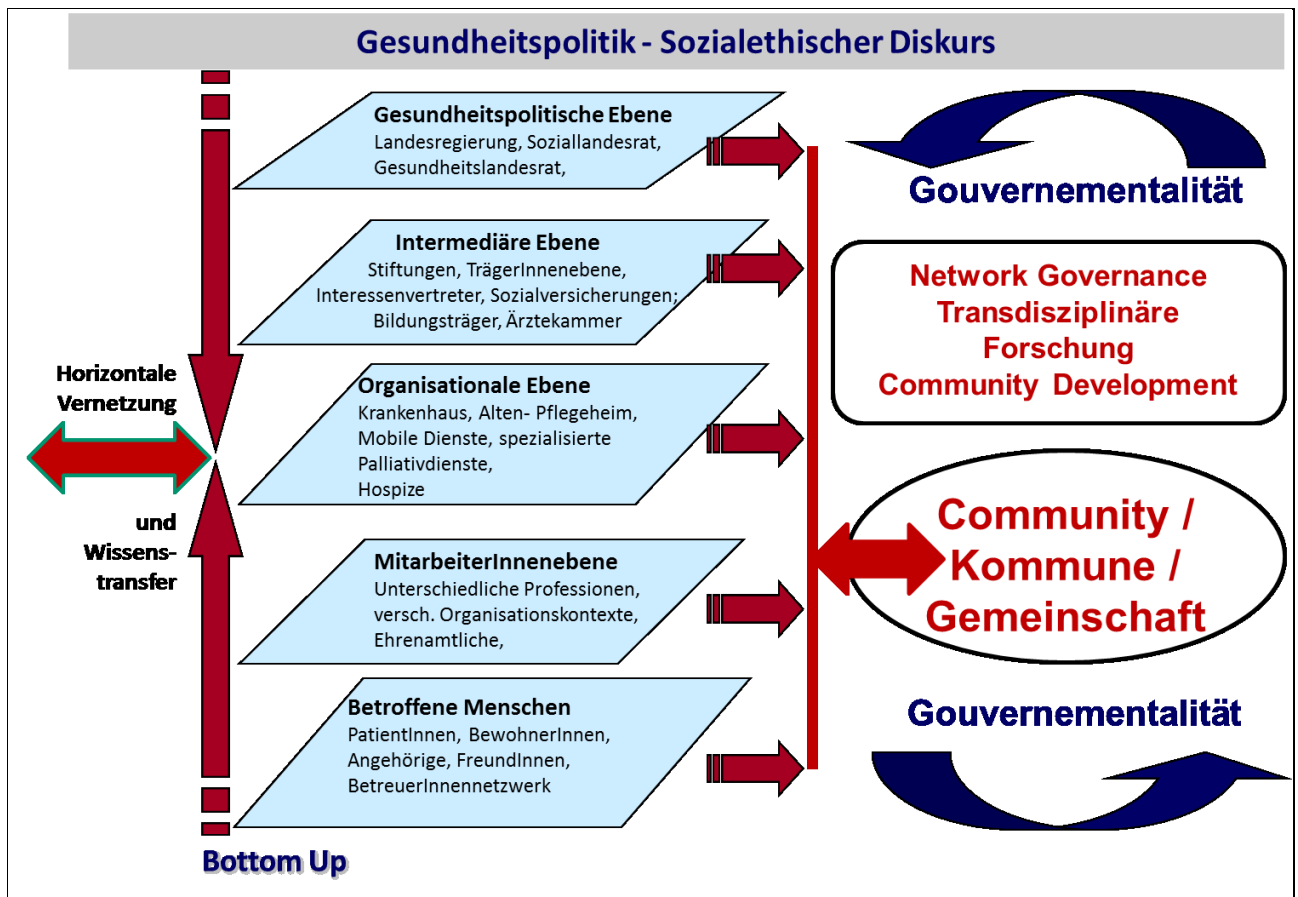 Gesundheitspolitik - Sozialethischer Diskurs
Gesundheitspolitische Ebene
Landesregierung, Soziallandesrat,
Gesundheitslandesrat,
Intermediäre Ebene
Stiftungen, TrägerInnenebene,
Interessenvertreter, Sozialversicherungen;
Bildungsträger, Ärztekammer
Horizontale
Vernetzung
und
Wissens-
transfer
Organisationale Ebene
Krankenhaus, Alten- Pflegeheim,
Mobile Dienste, spezialisierte
Palliativdienste,
Hospize
MitarbeiterInnenebene
Unterschiedliche Professionen,
versch. Organisationskontexte,
Ehrenamtliche,
Betroffene Menschen
PatientInnen, BewohnerInnen,
Angehörige, FreundInnen,
BetreuerInnennetzwerk
Bottom Up
Gouvernementalität
Network Governance
Transdisziplinäre
Forschung
Community Development
Community /
Kommune /
Gemeinschaft
Gouvernementalität